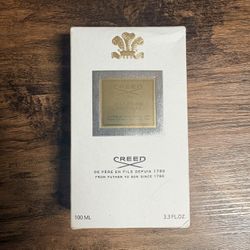 CREED
CREED
DE PÈRE EN FILS DEPUIS 1760
FROM FATHER TO SON SINCE 1760
100 ML
3.3 FL.OZ.